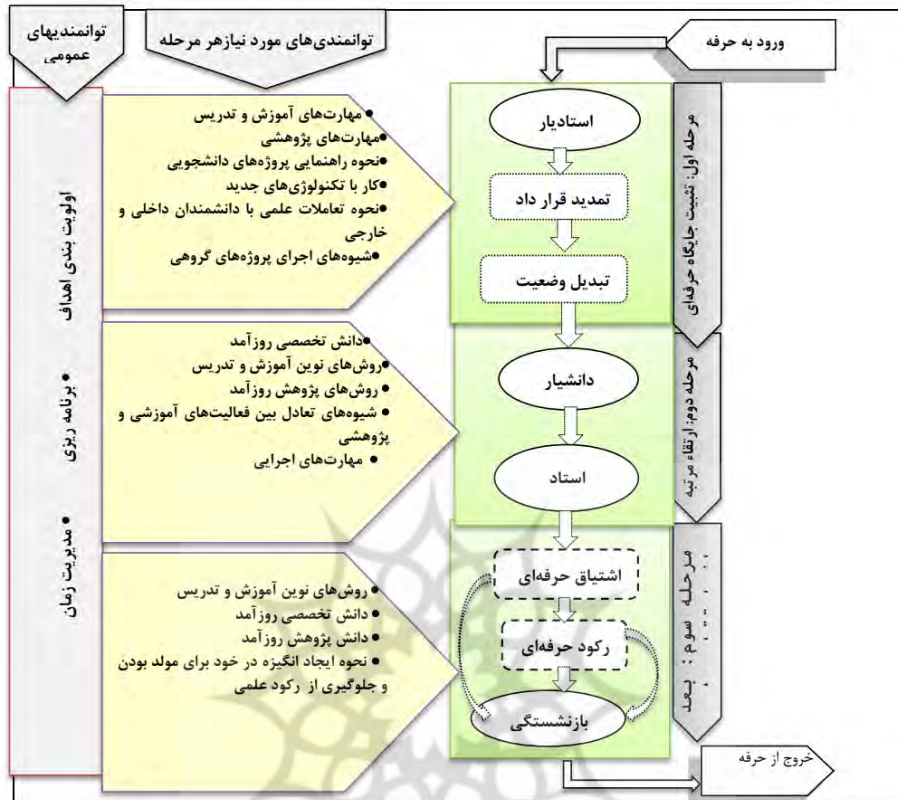 ورود به حرفه
توانمندی‌های مورد نیازهر مرحله
توانمندیهای
عمومی
مرحله اول: تثبیت جایگاه حرفه‌ای
استادیار
تمدید قرار داد
تبدیل وضعیت
• مهارت‌های آموزش و تدریس
•مهارت‌های پژوهشی
•نحوه راهنمایی پروژه‌های دانشجویی
•کار با تکنولوژی‌های جدید
•نحوه تعاملات علمی با دانشمندان داخلی و
خارجی
•شیوه‌های اجرای پروژه‌های گروهی
مرحله دوم: ارتقاء مرتبه
دانشیار
استاد
•دانش تخصصی روزآمد
•روش‌های نوین آموزش و تدریس
• روش‌های پژوهش روزآمد
• شیوه‌های تعادل بین فعالیت‌های آموزشی و
پژوهشی
• مهارت‌های اجرایی
مرحله سوم: بعد
اشتیاق حرفه‌ای
رکود حرفه‌ای
بازنشستگی
• روش‌های نوین آموزش و تدریس
• دانش تخصصی روزآمد
• دانش پژوهش روزآمد
• نحوه ایجاد انگیزه در خود برای مولد بودن
و جلوگیری از رکود علمی
اولویت بندی اهداف
• برنامه ریزی
• مدیریت زمان
خروج از حرفه